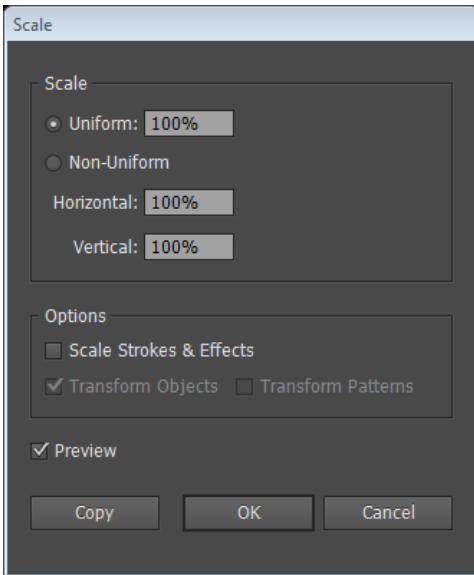 Scale
Scale
Uniform: 100%
Non-Uniform
Horizontal: 100%
Vertical: 100%
Options
Scale Strokes & Effects
Transform Objects Transform Patterns
Preview
Copy OK Cancel